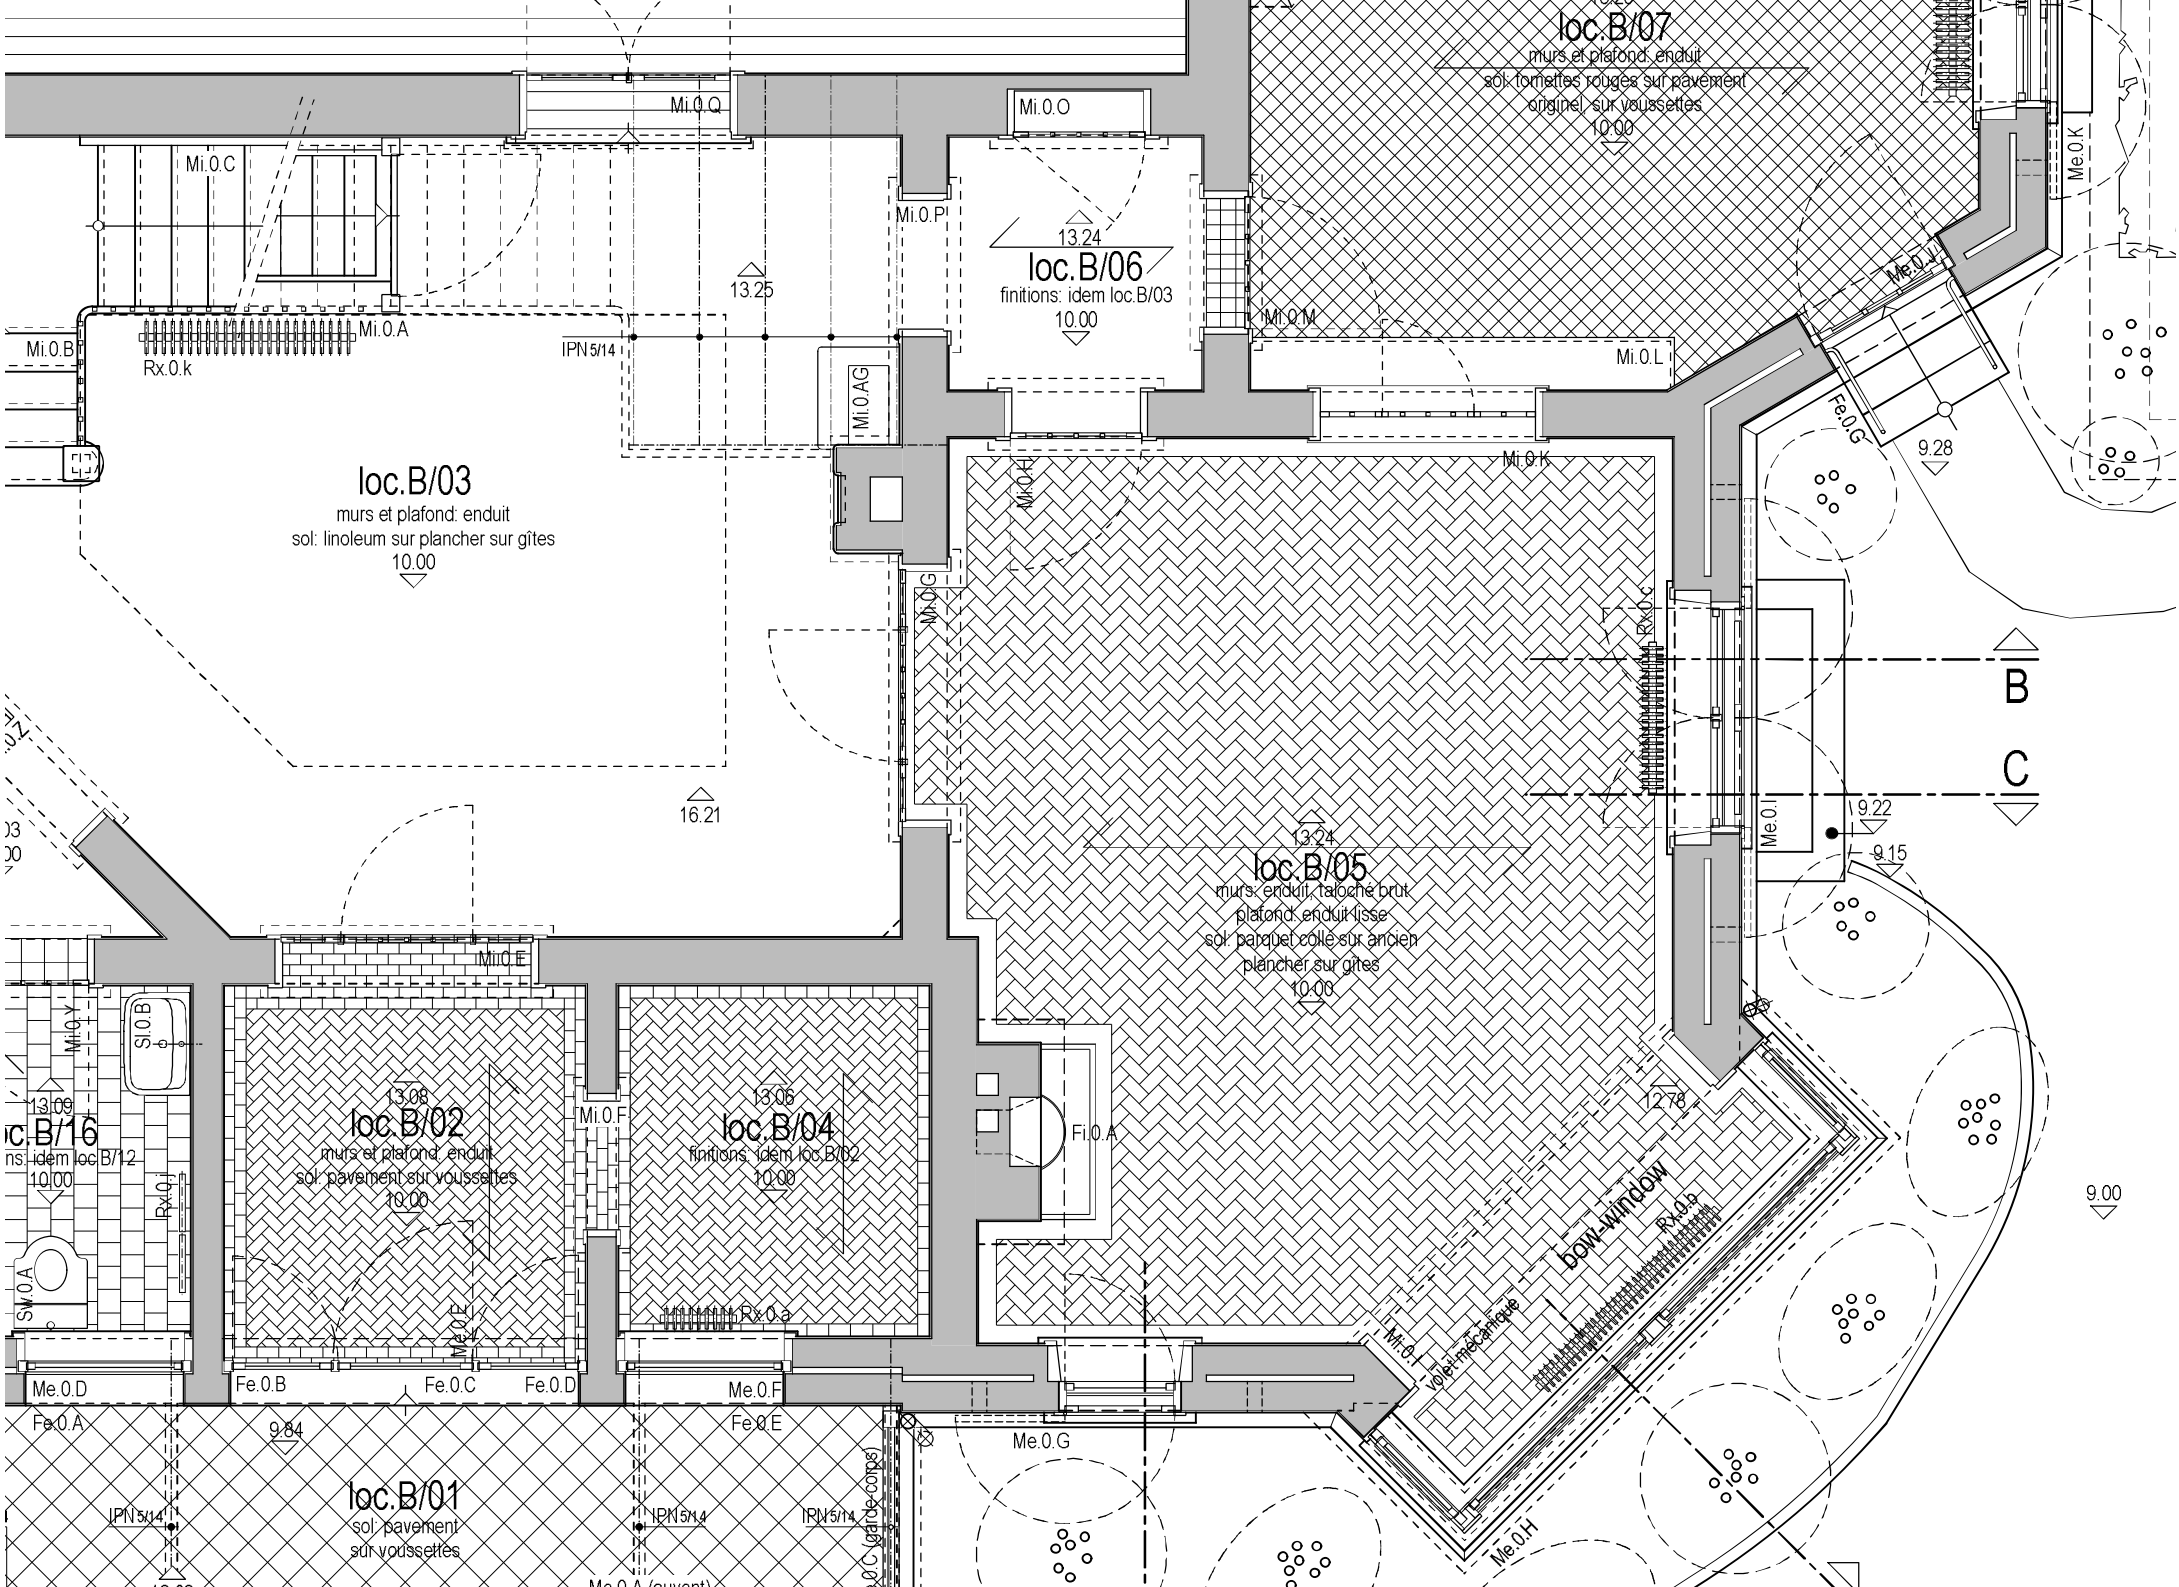 loc.B/07
murs et plafond: enduit
sol: tomettes rouges sur pavement
originel, sur voussettes
10.00
Mi.0.Q
Mi.0.O
Me.0.K
Mi.0.C
Mi.0.P
13.24
loc.B/06
finitions: idem loc.B/03
10.00
13.25
Me.0.J
Mi.0.M
Mi.0.A
Mi.0.B
Rx.0.k
IPN 5/14
Mi.0.L
Mi.0.AG
Fe.0.G
9.28
Mi.0.H
Mi.0.K
loc.B/03
murs et plafond: enduit
sol: linoleum sur plancher sur gîtes
10.00
Mi.0.G
Rx.0.c
B
C
16.21
Me.0.I
9.22
9.15
13.24
loc.B/05
murs: enduit, taloché brut
plafond: enduit lisse
sol: parquet collé sur ancien
plancher sur gîtes
10.00
Mi.0.E
Mi.0.Y
Sl.0.B
13.09
oc.B/16
ns: idem loc.B/12
10.00
Rx.0.j
Sw.0.A
13.08
loc.B/02
murs et plafond: enduit
sol: pavement sur voussettes
10.00
Mi.0.F
13.06
loc.B/04
finitions: idem loc.B/02
10.00
Fi.0.A
12.78
bow-window
Rx.0.b
9.00
Me.0.E
Rx.0.a
Mi.0.I
volet mécanique
Me.0.D
Fe.0.A
Fe.0.B
Fe.0.C
Fe.0.D
Me.0.F
Fe.0.E
Me.0.G
9.84
loc.B/01
sol: pavement
sur voussettes
IPN 5/14
IPN 5/14
IPN 5/14
.0.C (garde-corps)
Me.0.H
Me.0.A (auvent)